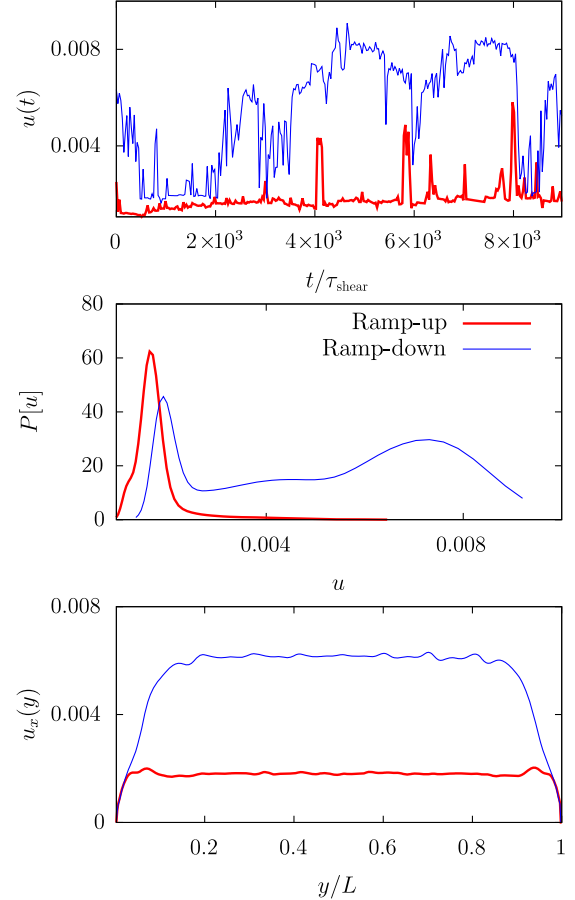 0.008
u(t)
0.004
0 2×10³ 4×10³ 6×10³ 8×10³
t/τshear
80
60
P[u]
40
20
0
Ramp-up
Ramp-down
0.004 0.008
u
0.008
uₓ(y)
0.004
0
0.2 0.4 0.6 0.8 1
y/L